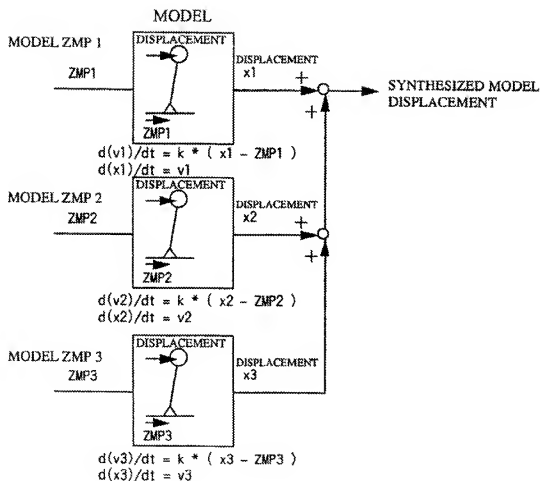 MODEL
MODEL ZMP 1
DISPLACEMENT
ZMP1
DISPLACEMENT
x1
+
+
SYNTHESIZED MODEL
DISPLACEMENT
ZMP1
d(v1)/dt = k * ( x1 - ZMP1 )
d(x1)/dt = v1
MODEL ZMP 2
DISPLACEMENT
ZMP2
DISPLACEMENT
x2
+
+
ZMP2
d(v2)/dt = k * ( x2 - ZMP2 )
d(x2)/dt = v2
MODEL ZMP 3
DISPLACEMENT
ZMP3
DISPLACEMENT
x3
ZMP3
d(v3)/dt = k * ( x3 - ZMP3 )
d(x3)/dt = v3